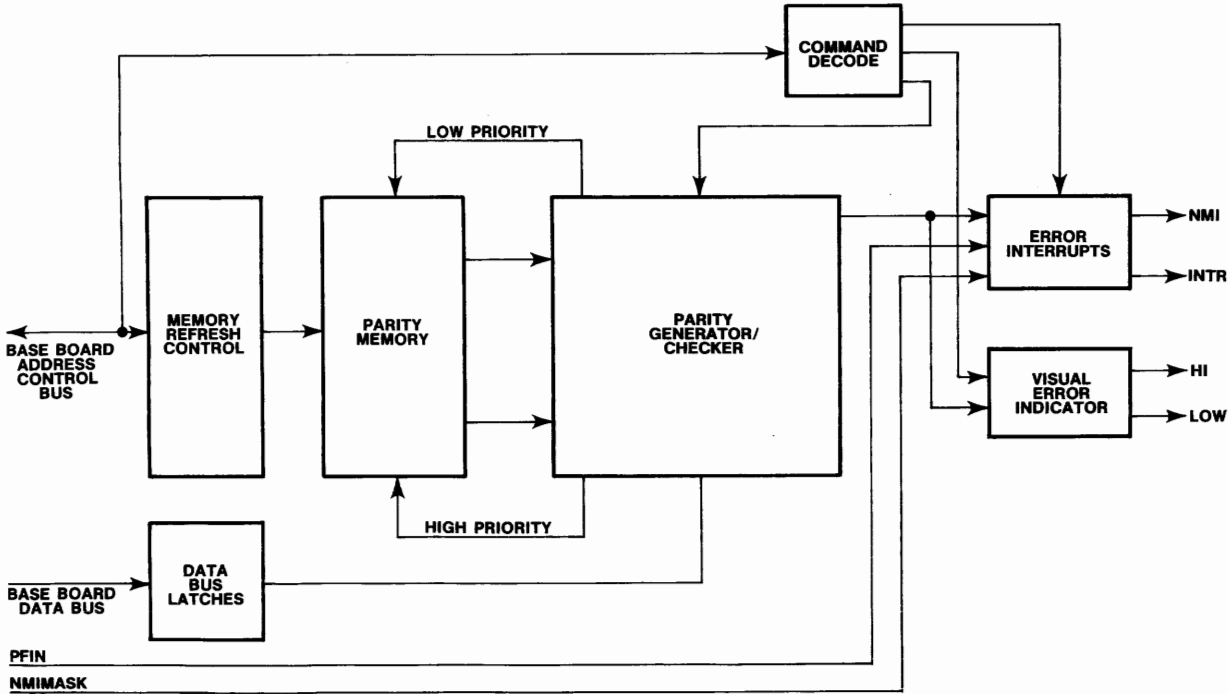 COMMAND
DECODE
LOW PRIORITY
MEMORY
REFRESH
CONTROL
PARITY
MEMORY
PARITY
GENERATOR/
CHECKER
ERROR
INTERRUPTS
NMI
INTR
BASE BOARD
ADDRESS
CONTROL
BUS
VISUAL
ERROR
INDICATOR
HI
LOW
HIGH PRIORITY
DATA
BUS
LATCHES
BASE BOARD
DATA BUS
PFIN
NMIMASK